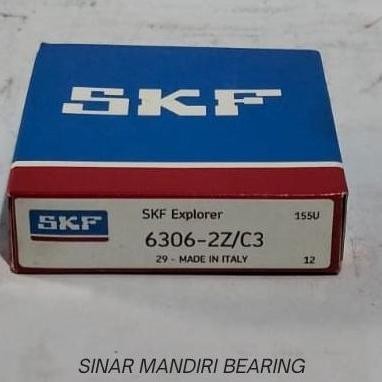 SKF
SKF
SKF Explorer 155U
6306-2Z/C3
29 - MADE IN ITALY 12
SINAR MANDIRI BEARING